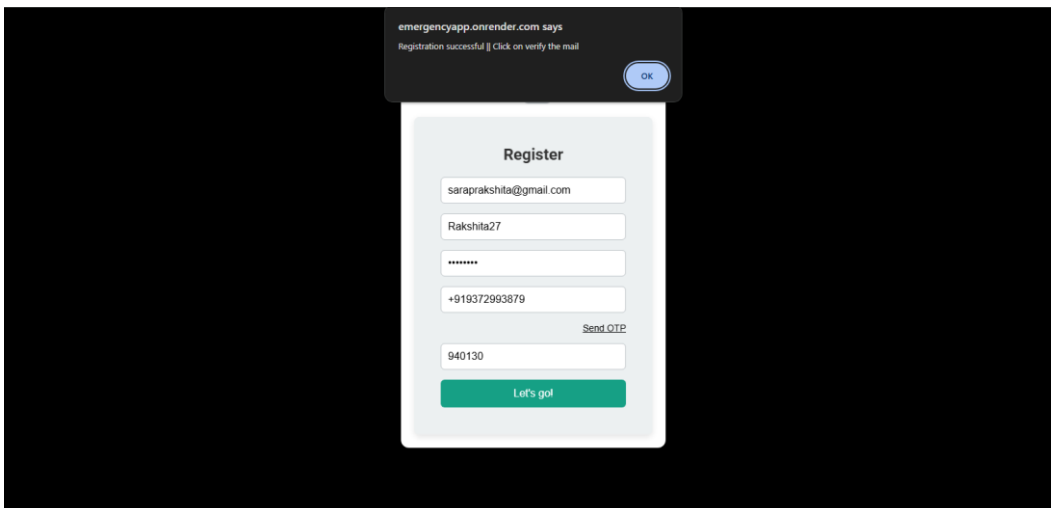 emergencyapp.onrender.com says
Registration successful || Click on verify the mail
OK
Register
saraprakshita@gmail.com
Rakshita27
••••••••
+919372993879
Send OTP
940130
Let's go!